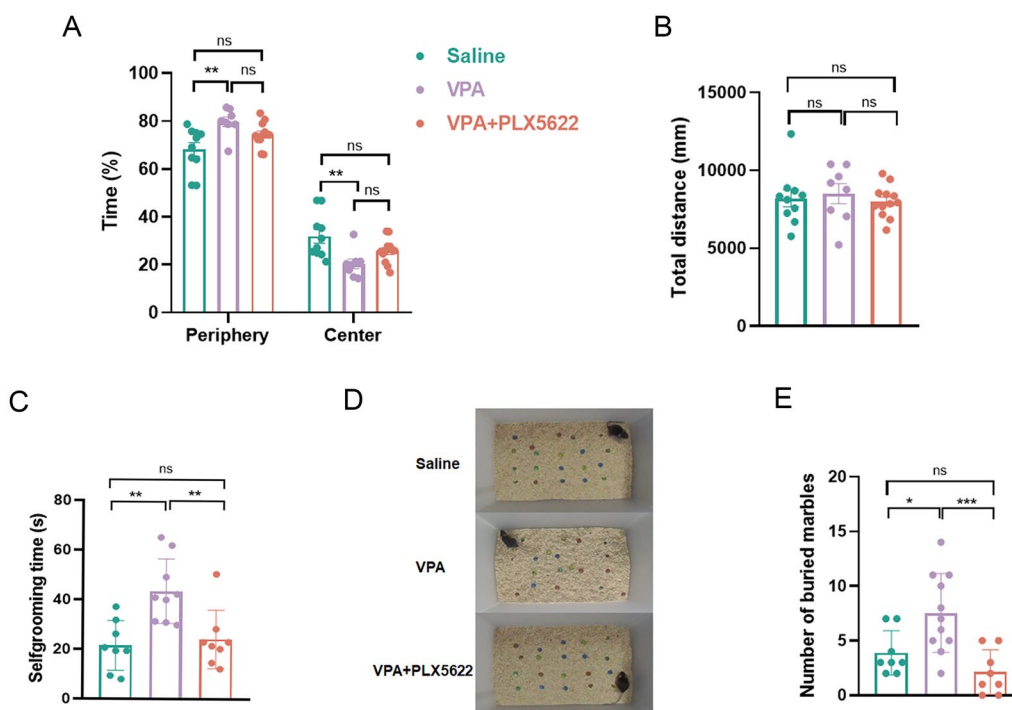 A
ns
**
ns
100
80
60
40
20
0
Time (%)
Periphery
Center
ns
**
ns
Saline
VPA
VPA+PLX5622
B
ns
ns
ns
15000
10000
5000
0
Total distance (mm)
C
ns
**
**
80
60
40
20
0
Selfgrooming time (s)
D
Saline
VPA
VPA+PLX5622
E
ns
*
***
20
15
10
5
0
Number of buried marbles